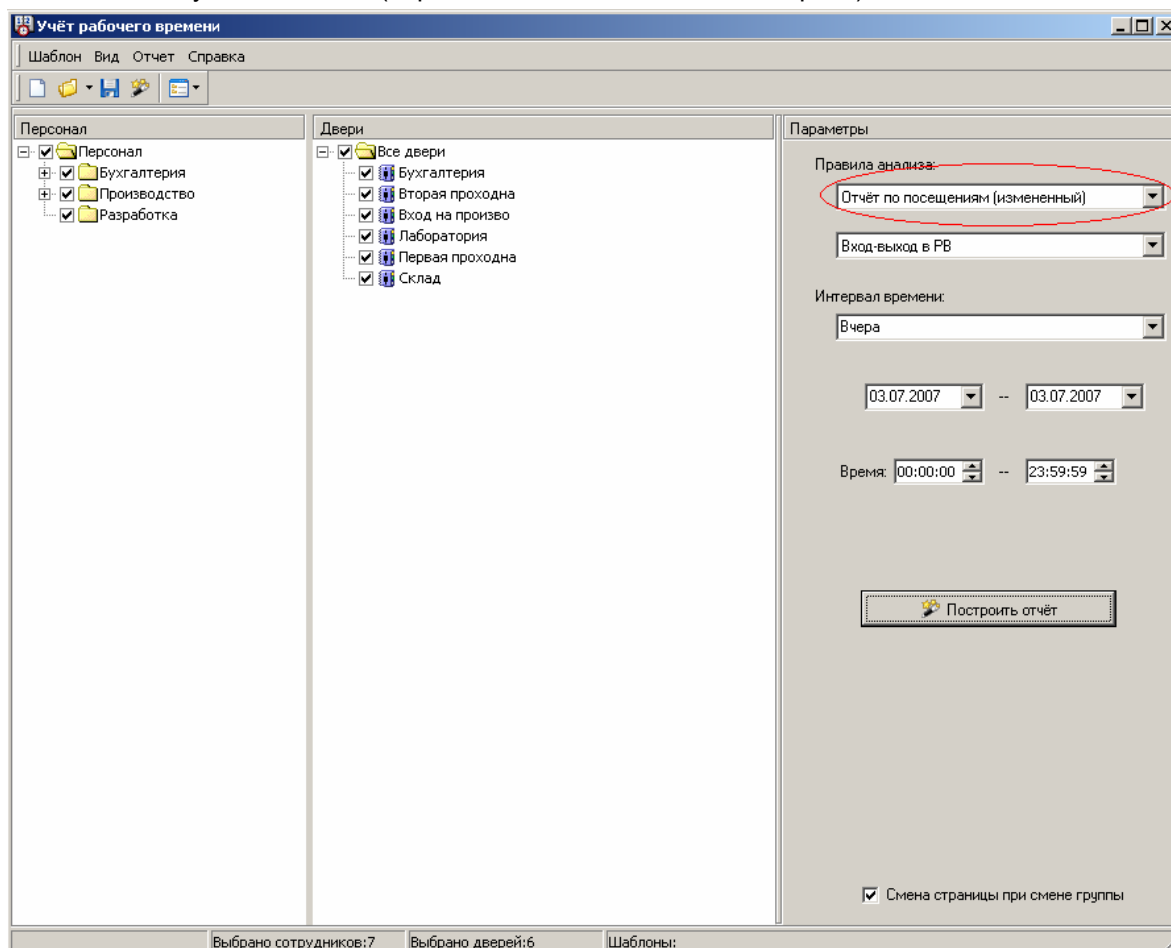 Учёт рабочего времени
Шаблон Вид Отчет Справка
Персонал
Персонал
Бухгалтерия
Производство
Разработка
Двери
Все двери
Бухгалтерия
Вторая проходна
Вход на произво
Лаборатория
Первая проходна
Склад
Параметры
Правила анализа:
Отчёт по посещениям (измененный)
Вход-выход в РВ
Интервал времени:
Вчера
03.07.2007 -- 03.07.2007
Время: 00:00:00 -- 23:59:59
Построить отчёт
Смена страницы при смене группы
Выбрано сотрудников:7 Выбрано дверей:6 Шаблоны: